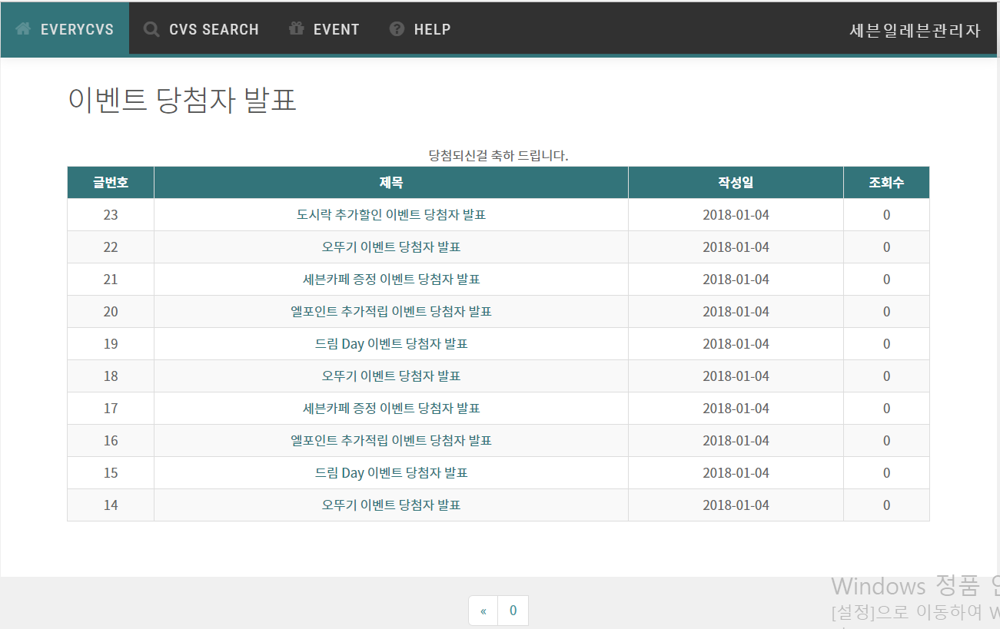 EVERYCVS CVS SEARCH EVENT HELP 세븐일레븐관리자
이벤트 당첨자 발표
당첨되신걸 축하 드립니다.
글번호 제목 작성일 조회수
23 도시락 추가할인 이벤트 당첨자 발표 2018-01-04 0
22 오뚜기 이벤트 당첨자 발표 2018-01-04 0
21 세븐카페 증정 이벤트 당첨자 발표 2018-01-04 0
20 엘포인트 추가적립 이벤트 당첨자 발표 2018-01-04 0
19 드림 Day 이벤트 당첨자 발표 2018-01-04 0
18 오뚜기 이벤트 당첨자 발표 2018-01-04 0
17 세븐카페 증정 이벤트 당첨자 발표 2018-01-04 0
16 엘포인트 추가적립 이벤트 당첨자 발표 2018-01-04 0
15 드림 Day 이벤트 당첨자 발표 2018-01-04 0
14 오뚜기 이벤트 당첨자 발표 2018-01-04 0
Windows 정품
[설정]으로 이동하여
« 0